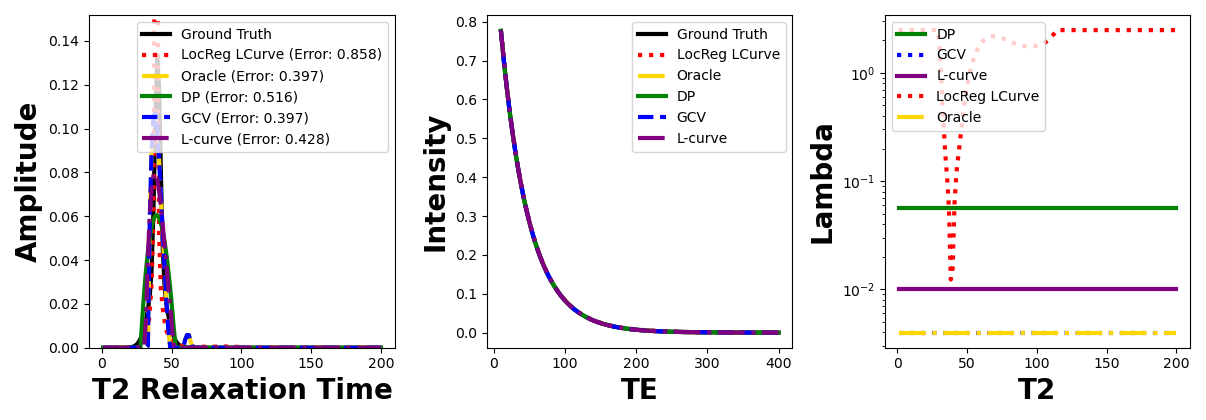 Amplitude
0.14
0.12
0.10
0.08
0.06
0.04
0.02
0.00
Ground Truth
LocReg LCurve (Error: 0.858)
Oracle (Error: 0.397)
DP (Error: 0.516)
GCV (Error: 0.397)
L-curve (Error: 0.428)
0 50 100 150 200
T2 Relaxation Time
Intensity
0.8
0.7
0.6
0.5
0.4
0.3
0.2
0.1
0.0
Ground Truth
LocReg LCurve
Oracle
DP
GCV
L-curve
0 100 200 300 400
TE
Lambda
10⁰
10⁻¹
10⁻²
DP
GCV
L-curve
LocReg LCurve
Oracle
0 50 100 150 200
T2